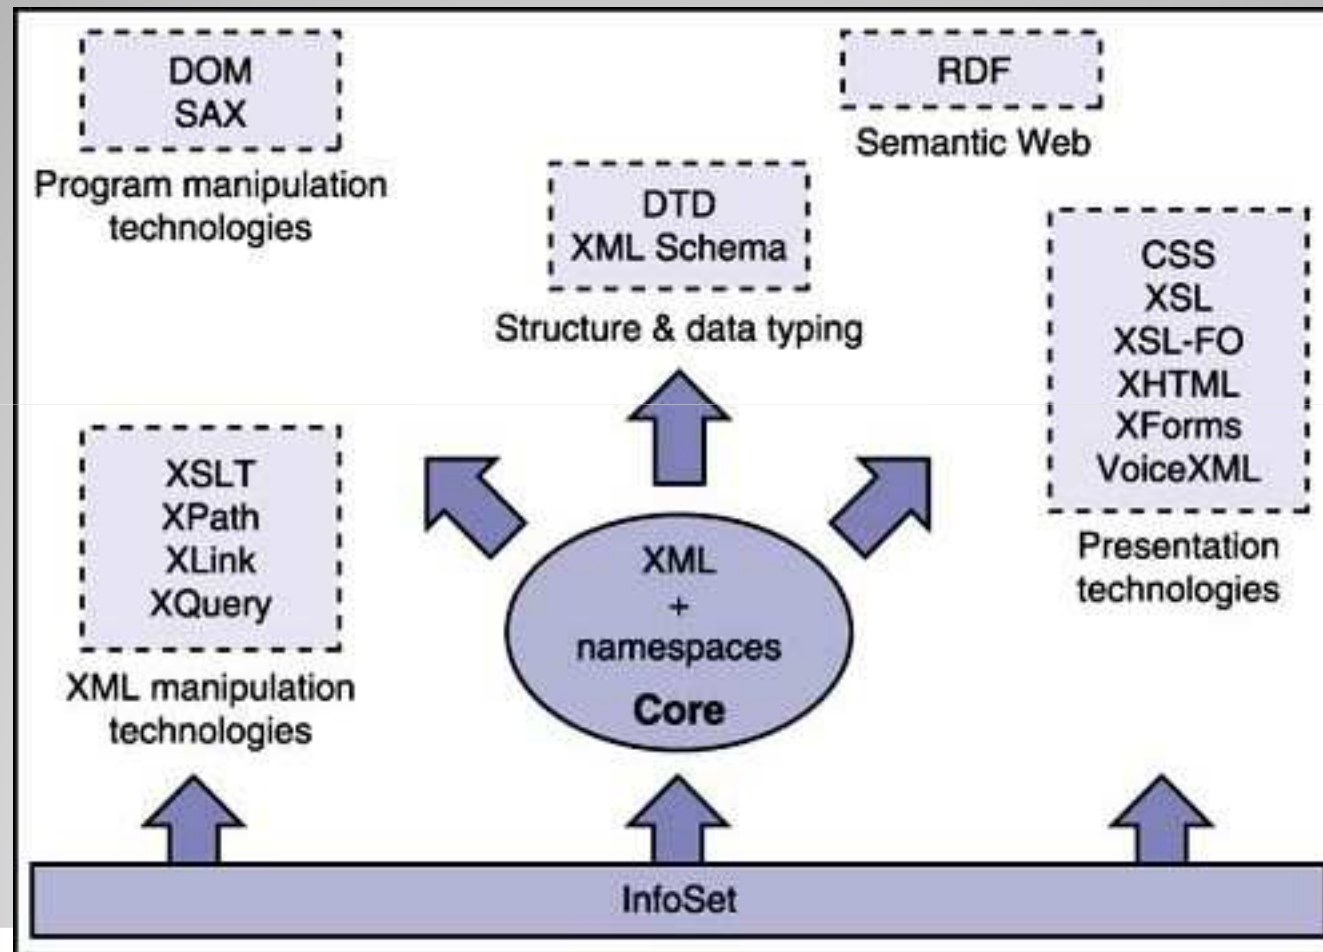 DOM
SAX
Program manipulation
technologies
RDF
Semantic Web
DTD
XML Schema
Structure & data typing
CSS
XSL
XSL-FO
XHTML
XForms
VoiceXML
Presentation
technologies
XSLT
XPath
XLink
XQuery
XML manipulation
technologies
XML
+
namespaces
Core
InfoSet